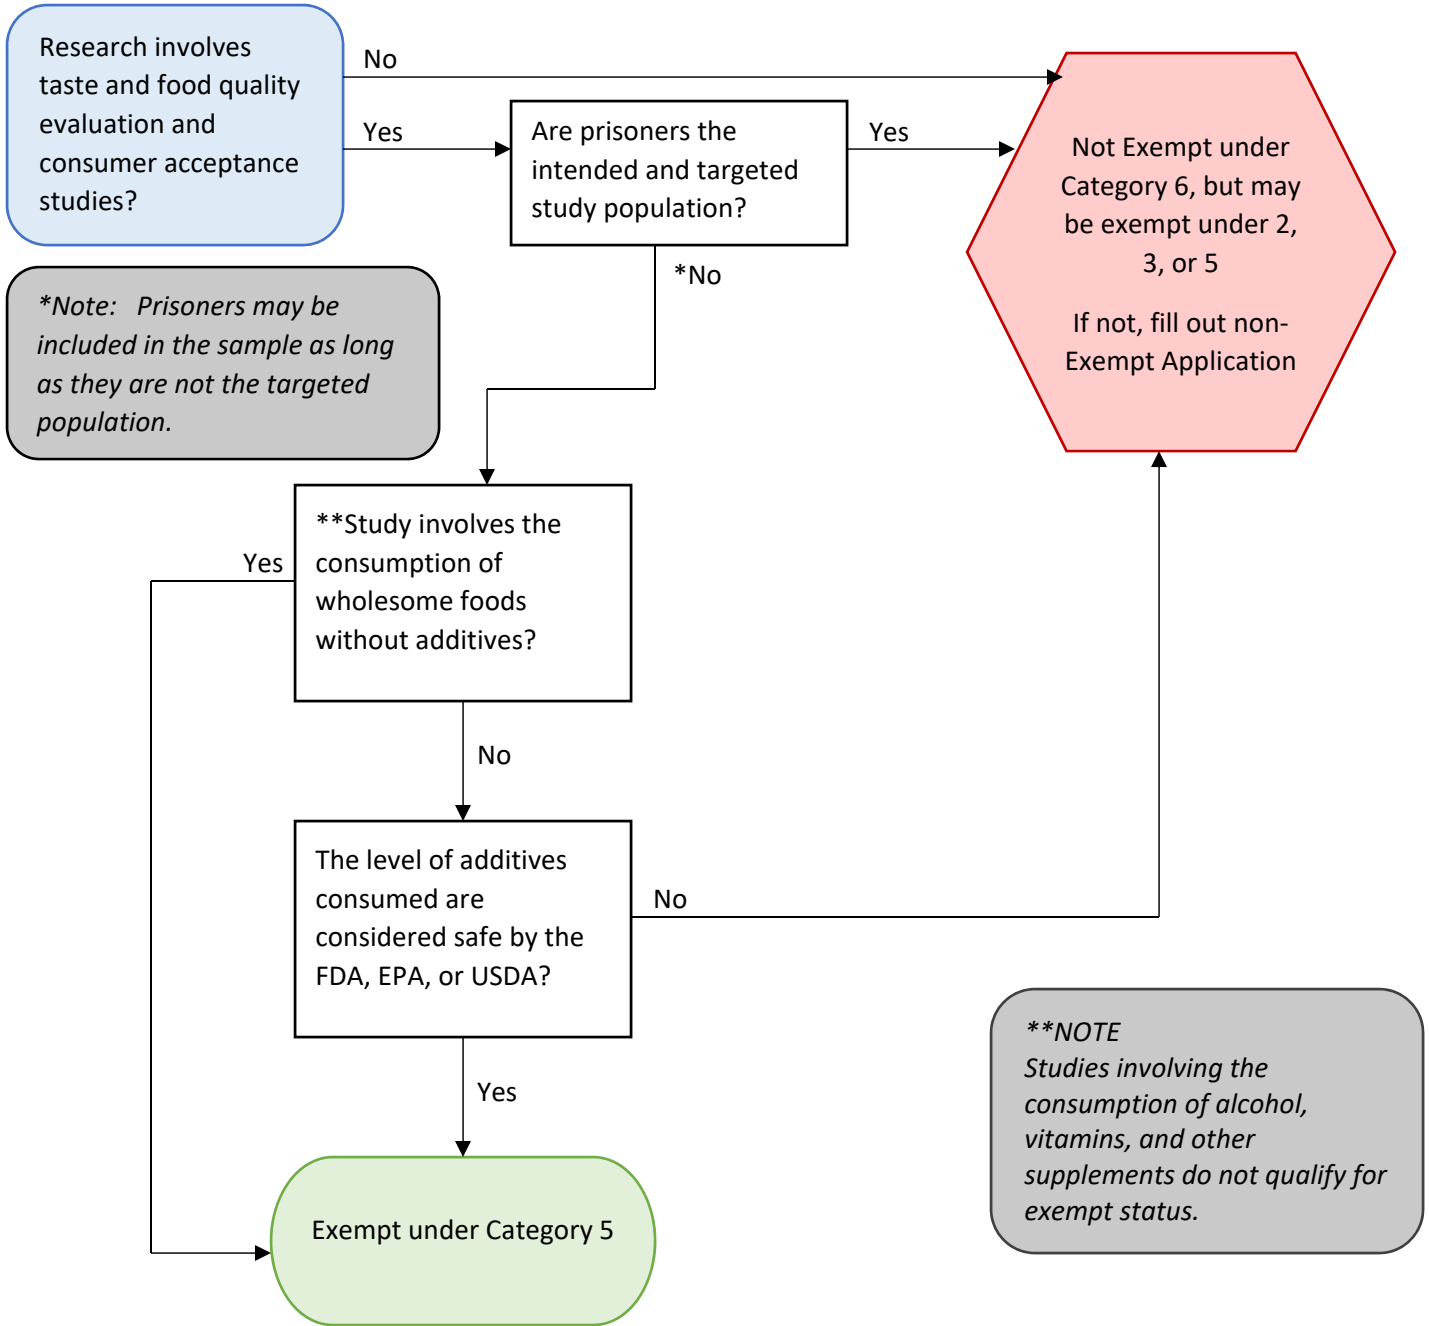 Research involves
taste and food quality
evaluation and
consumer acceptance
studies?
No
Yes
Are prisoners the
intended and targeted
study population?
Yes
Not Exempt under
Category 6, but may
be exempt under 2,
3, or 5
If not, fill out non-
Exempt Application
*No
*Note:   Prisoners may be
included in the sample as long
as they are not the targeted
population.
**Study involves the
consumption of
wholesome foods
without additives?
Yes
No
The level of additives
consumed are
considered safe by the
FDA, EPA, or USDA?
No
Yes
**NOTE
Studies involving the
consumption of alcohol,
vitamins, and other
supplements do not qualify for
exempt status.
Exempt under Category 5